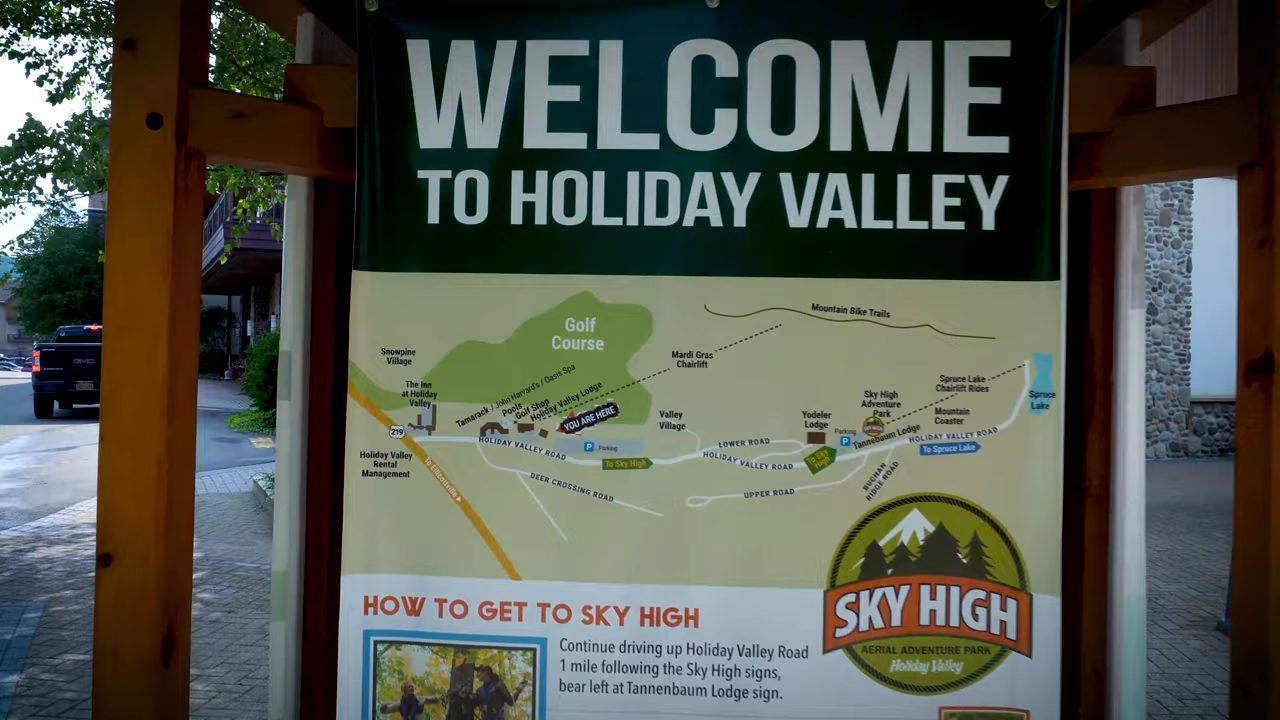 WELCOME
TO HOLIDAY VALLEY
Golf
Course
Mountain Bike Trails
Snowpine
Village
Mardi Gras
Chairlift
The Inn
at Holiday
Valley
Tamarack / John Harvard's / Oasis Spa
Pools
Golf Shop
Holiday Valley Lodge
YOU ARE HERE
Valley
Village
Yodeler
Lodge
Sky High
Adventure
Park
Spruce Lake
Chairlift Rides
Mountain
Coaster
Spruce
Lake
219
P Parking
Parking
P
Tannenbaum Lodge
HOLIDAY VALLEY ROAD
LOWER ROAD
HOLIDAY VALLEY ROAD
HOLIDAY VALLEY ROAD
To Sky High
To Sky High
To Spruce Lake
Holiday Valley
Rental
Management
To Ellicottville
DEER CROSSING ROAD
UPPER ROAD
BUCHAN
RIDGE ROAD
SKY HIGH
AERIAL ADVENTURE PARK
Holiday Valley
HOW TO GET TO SKY HIGH
Continue driving up Holiday Valley Road
1 mile following the Sky High signs,
bear left at Tannenbaum Lodge sign.
GMC